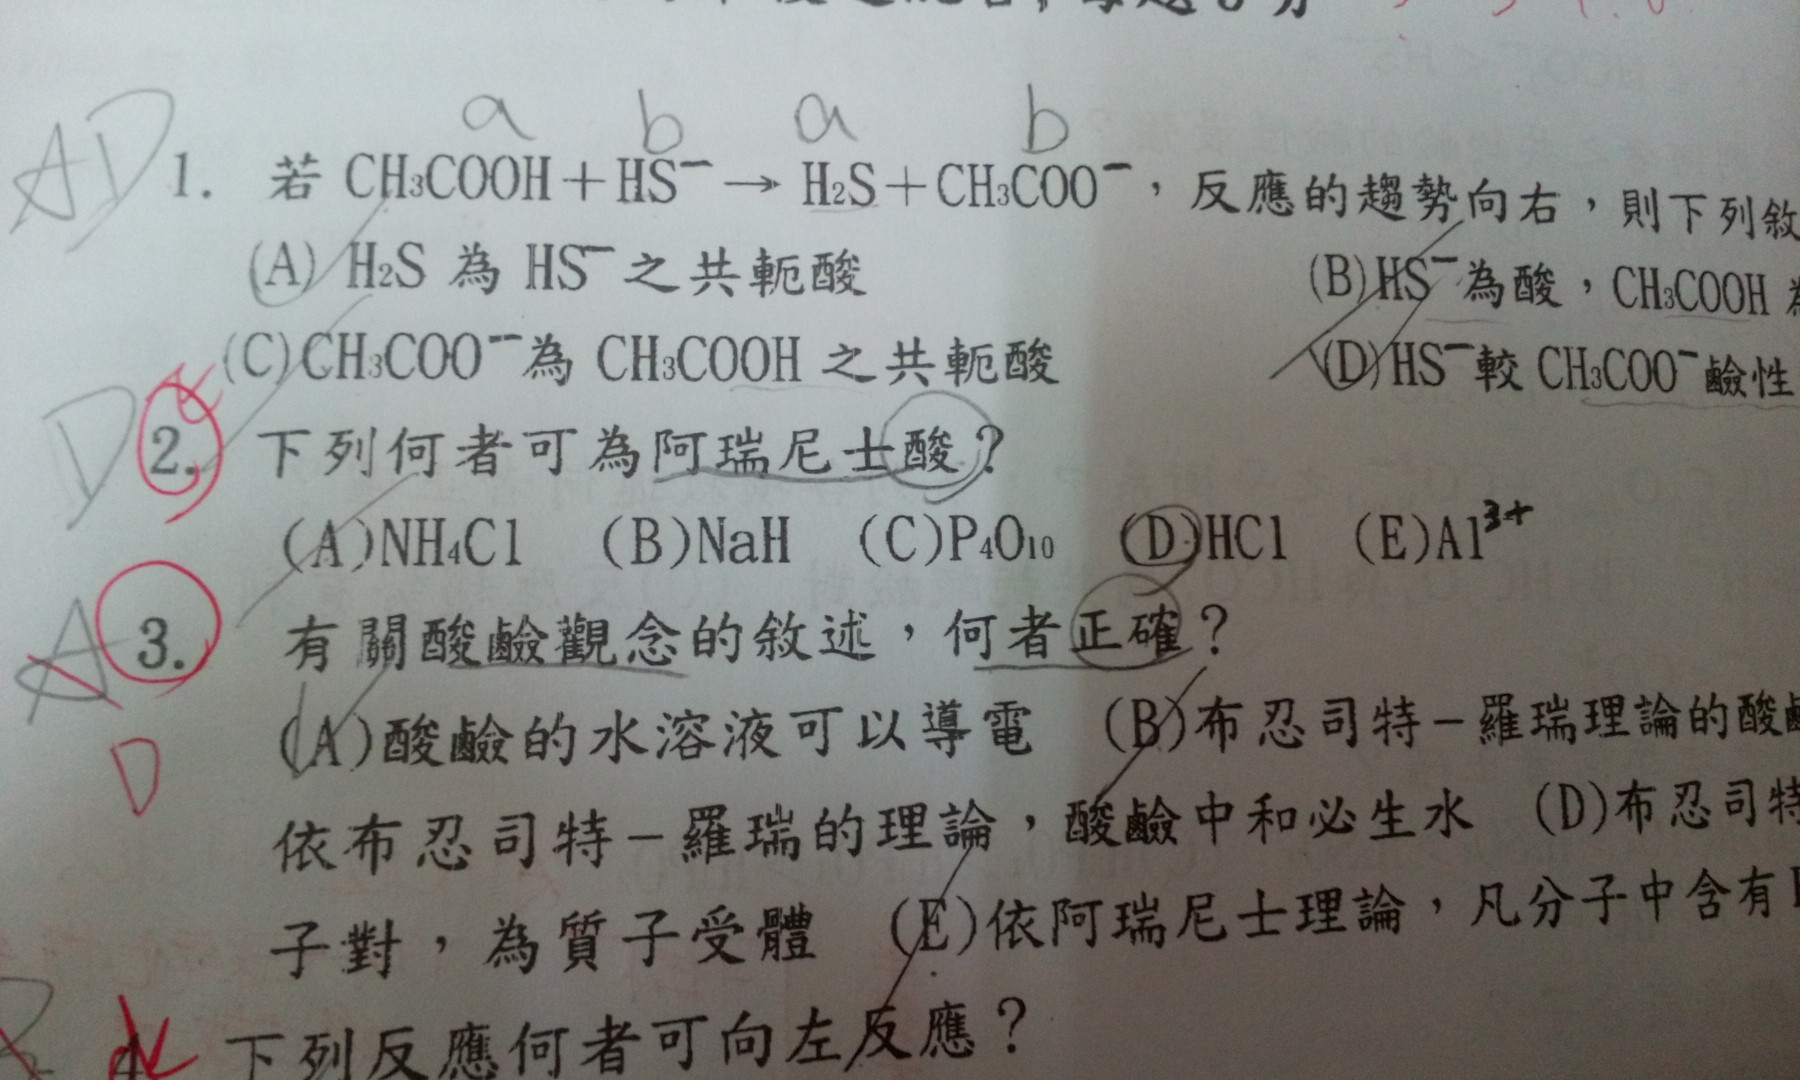 a b a b
AD 1. 若 CH₃COOH＋HS⁻→ H₂S＋CH₃COO⁻，反應的趨勢向右，則下列敘
(A) H₂S 為 HS⁻之共軛酸 (B)HS⁻為酸，CH₃COOH
(C)CH₃COO⁻為 CH₃COOH 之共軛酸 (D)HS⁻較 CH₃COO⁻鹼性
D 2. 下列何者可為阿瑞尼士酸？
(A)NH₄Cl (B)NaH (C)P₄O₁₀ (D)HCl (E)Al³⁺
A 3. 有關酸鹼觀念的敘述，何者正確？
D (A)酸鹼的水溶液可以導電 (B)布忍司特－羅瑞理論的酸
依布忍司特－羅瑞的理論，酸鹼中和必生水 (D)布忍司特
子對，為質子受體 (E)依阿瑞尼士理論，凡分子中含有
下列反應何者可向左反應？